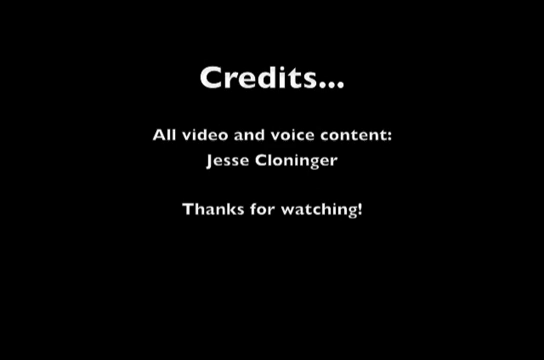 Credits...
All video and voice content:
Jesse Cloninger
Thanks for watching!